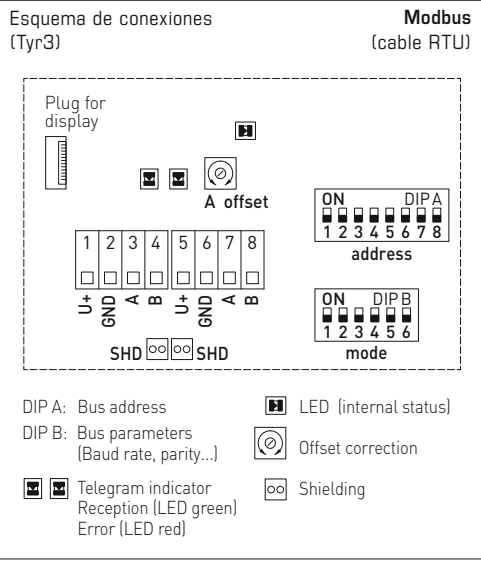 Esquema de conexiones
(Tyr3)
Modbus
(cable RTU)
Plug for
display
A offset
ON DIP A
1 2 3 4 5 6 7 8
address
1 2 3 4 5 6 7 8
U+ GND A B U+ GND A B
ON DIP B
1 2 3 4 5 6
mode
SHD SHD
DIP A: Bus address
DIP B: Bus parameters
(Baud rate, parity...)
Telegram indicator
Reception (LED green)
Error (LED red)
LED (internal status)
Offset correction
Shielding